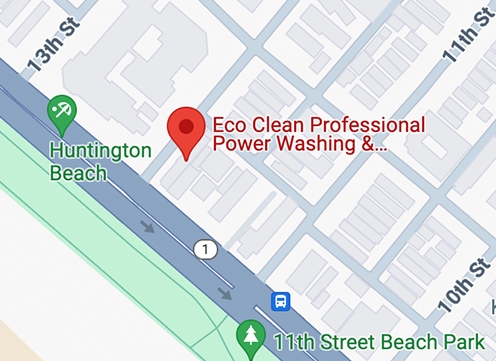 13th St
11th St
Eco Clean Professional
Power Washing &...
Huntington
Beach
1
10th St
11th Street Beach Park